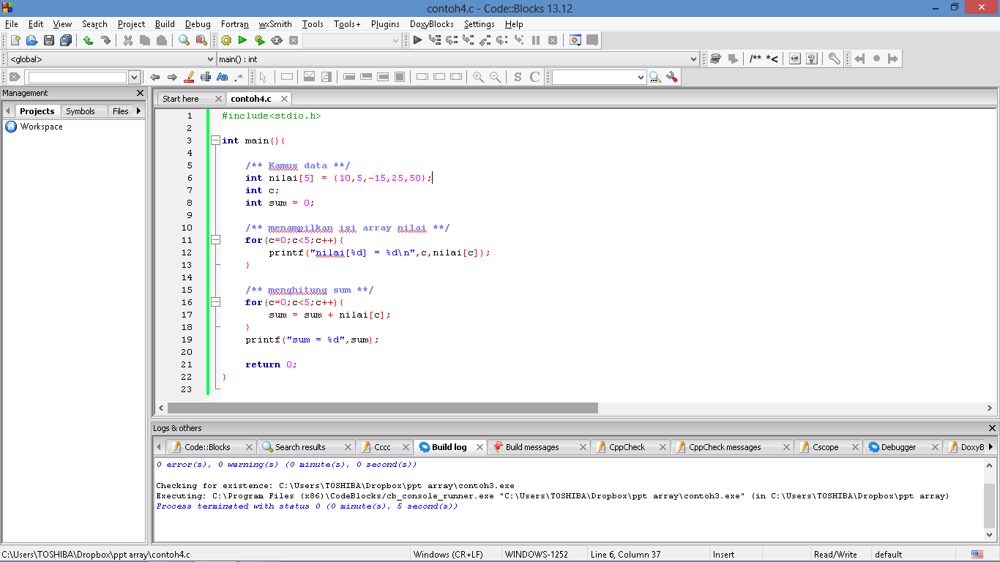 contoh4.c - Code::Blocks 13.12
File Edit View Search Project Build Debug Fortran wxSmith Tools Tools+ Plugins DoxyBlocks Settings Help
<global> main() : int
/** *<
Aa .*
S C
Management
Projects Symbols Files
Workspace
Start here contoh4.c
1 #include<stdio.h>
2
3 int main(){
4
5 /** Kamus data **/
6 int nilai[5] = {10,5,-15,25,50};
7 int c;
8 int sum = 0;
9
10 /** menampilkan isi array nilai **/
11 for(c=0;c<5;c++){
12 printf("nilai[%d] = %d\n",c,nilai[c]);
13 }
14
15 /** menghitung sum **/
16 for(c=0;c<5;c++){
17 sum = sum + nilai[c];
18 }
19 printf("sum = %d",sum);
20
21 return 0;
22 }
23
Logs & others
Code::Blocks Search results Cccc Build log Build messages CppCheck CppCheck messages Cscope Debugger DoxyB
0 error(s), 0 warning(s) (0 minute(s), 0 second(s))
Checking for existence: C:\Users\TOSHIBA\Dropbox\ppt array\contoh3.exe
Executing: C:\Program Files (x86)\CodeBlocks/cb_console_runner.exe "C:\Users\TOSHIBA\Dropbox\ppt array\contoh3.exe" (in C:\Users\TOSHIBA\Dropbox\ppt array)
Process terminated with status 0 (0 minute(s), 5 second(s))
C:\Users\TOSHIBA\Dropbox\ppt array\contoh4.c Windows (CR+LF) WINDOWS-1252 Line 6, Column 37 Insert Read/Write default